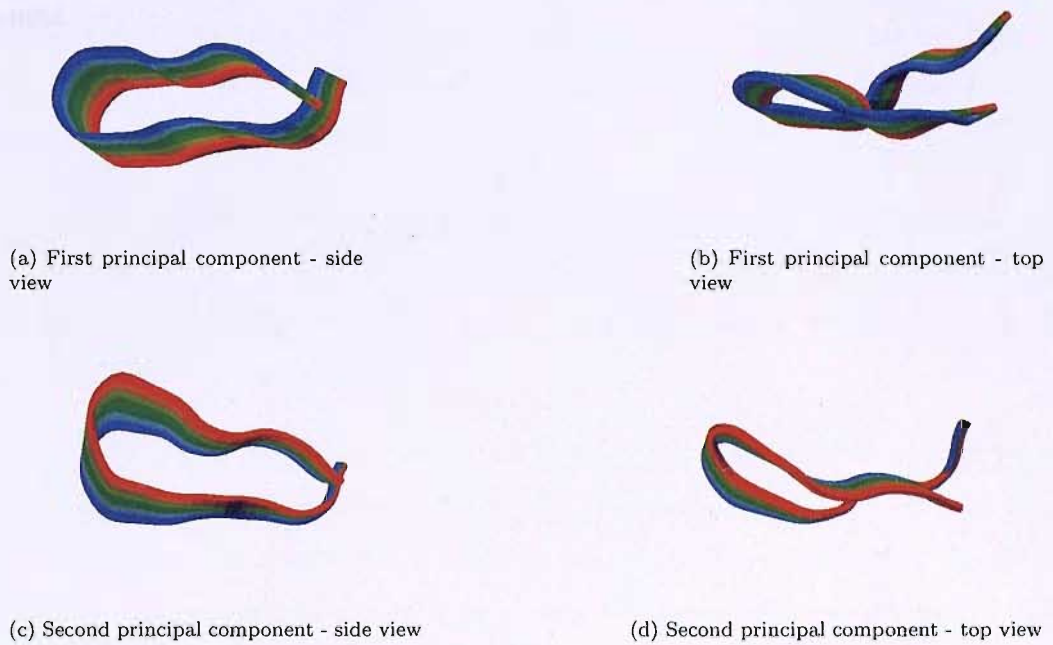 (a) First principal component - side
view
(b) First principal component - top
view
(c) Second principal component - side view
(d) Second principal component - top view